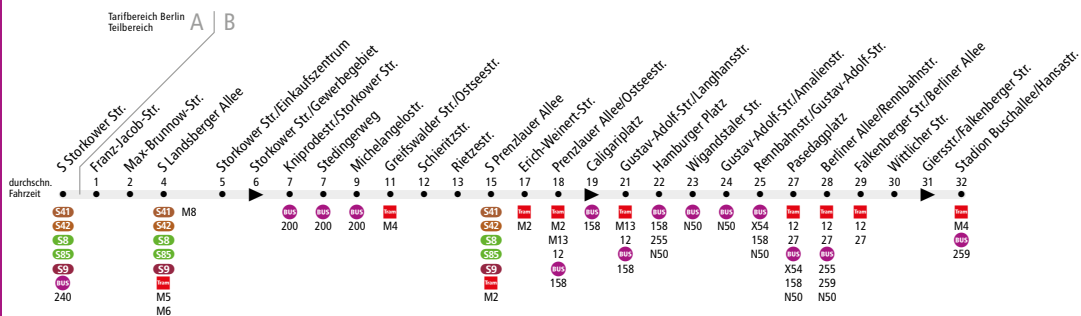 Tarifbereich Berlin
Teilbereich
A B
S Storkower Str.
Franz-Jacob-Str.
Max-Brunnow-Str.
S Landsberger Allee
Storkower Str./Einkaufszentrum
Storkower Str./Gewerbegebiet
Kniprodestr./Storkower Str.
Stedingerweg
Michelangelostr.
Greifswalder Str./Ostseestr.
Schieritzstr.
Rietzestr.
S Prenzlauer Allee
Erich-Weinert-Str.
Prenzlauer Allee/Ostseestr.
Caligariplatz
Gustav-Adolf-Str./Langhansstr.
Hamburger Platz
Wigandstaler Str.
Gustav-Adolf-Str./Amalienstr.
Rennbahnstr./Gustav-Adolf-Str.
Pasedagplatz
Berliner Allee/Rennbahnstr.
Falkenberger Str./Berliner Allee
Wittlicher Str.
Gierstr./Falkenberger Str.
Stadion Buschallee/Hansastr.
durchschn.
Fahrzeit
1 2 4 5 6 7 7 9 11 12 13 15 17 18 19 21 22 23 24 25 27 28 29 30 31 32
S41
S42
S8
S85
S9
BUS
240
S41 M8
S42
S8
S85
S9
Tram
M5
M6
BUS
200
BUS
200
BUS
200
Tram
M4
S41
S42
S8
S85
S9
Tram
M2
Tram
M2
Tram
M2
M13
12
BUS
158
BUS
158
Tram
M13
12
BUS
158
BUS
158
255
N50
BUS
N50
BUS
N50
BUS
X54
158
N50
Tram
12
27
BUS
X54
158
N50
Tram
12
27
BUS
255
259
N50
Tram
12
27
Tram
M4
BUS
259